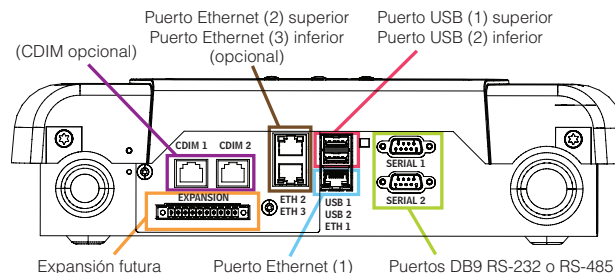 Puerto Ethernet (2) superior
Puerto Ethernet (3) inferior
(opcional)
Puerto USB (1) superior
Puerto USB (2) inferior
(CDIM opcional)
CDIM 1 CDIM 2
SERIAL 1
EXPANSION
ETH 2
ETH 3
USB 1
USB 2
ETH 1
SERIAL 2
Expansión futura
Puerto Ethernet (1)
Puertos DB9 RS-232 o RS-485